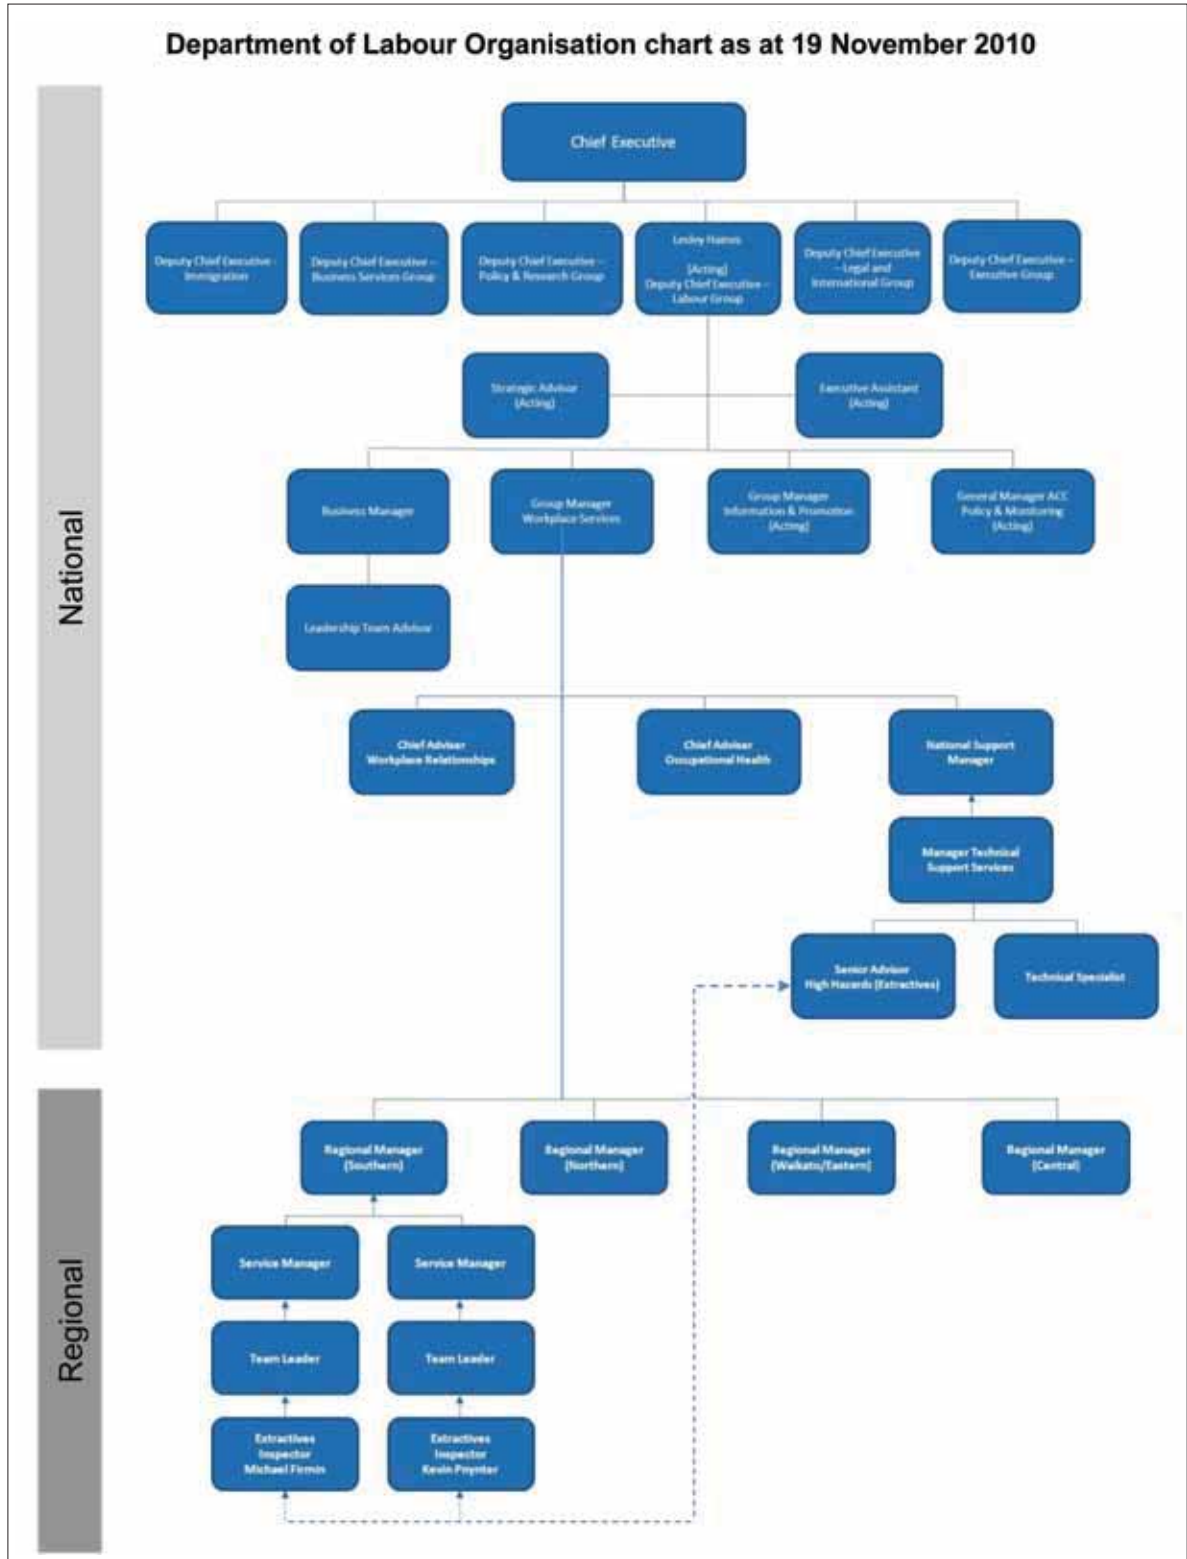 Department of Labour Organisation chart as at 19 November 2010
National
Chief Executive
Deputy Chief Executive -
Immigration
Deputy Chief Executive –
Business Services Group
Deputy Chief Executive –
Policy & Research Group
Lesley Haines
(Acting)
Deputy Chief Executive –
Labour Group
Deputy Chief Executive
– Legal and
International Group
Deputy Chief Executive –
Executive Group
Strategic Advisor
(Acting)
Executive Assistant
(Acting)
Business Manager
Group Manager
Workplace Services
Group Manager
Information & Promotion
(Acting)
General Manager ACC
Policy & Monitoring
(Acting)
Leadership Team Advisor
Chief Adviser
Workplace Relationships
Chief Adviser
Occupational Health
National Support
Manager
Manager Technical
Support Services
Senior Advisor
High Hazards (Extractives)
Technical Specialist
Regional
Regional Manager
(Southern)
Regional Manager
(Northern)
Regional Manager
(Waikato/Eastern)
Regional Manager
(Central)
Service Manager
Service Manager
Team Leader
Team Leader
Extractives
Inspector
Michael Firmin
Extractives
Inspector
Kevin Poynter